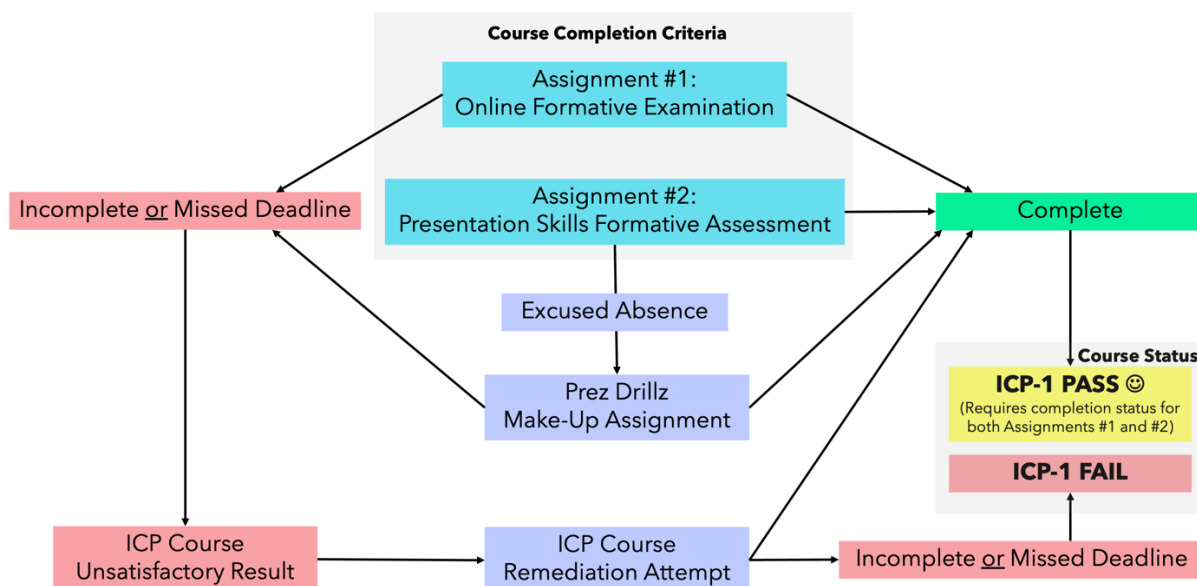 Course Completion Criteria
Assignment #1:
Online Formative Examination
Assignment #2:
Presentation Skills Formative Assessment
Incomplete or Missed Deadline
Complete
Excused Absence
Prez Drillz
Make-Up Assignment
Course Status
ICP-1 PASS ☺
(Requires completion status for
both Assignments #1 and #2)
ICP-1 FAIL
ICP Course
Unsatisfactory Result
ICP Course
Remediation Attempt
Incomplete or Missed Deadline